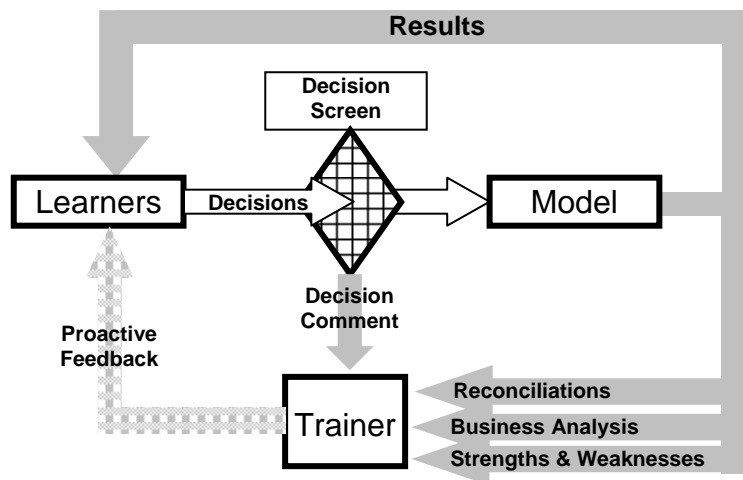 Results
Decision
Screen
Learners
Decisions
Model
Decision
Comment
Proactive
Feedback
Trainer
Reconciliations
Business Analysis
Strengths & Weaknesses